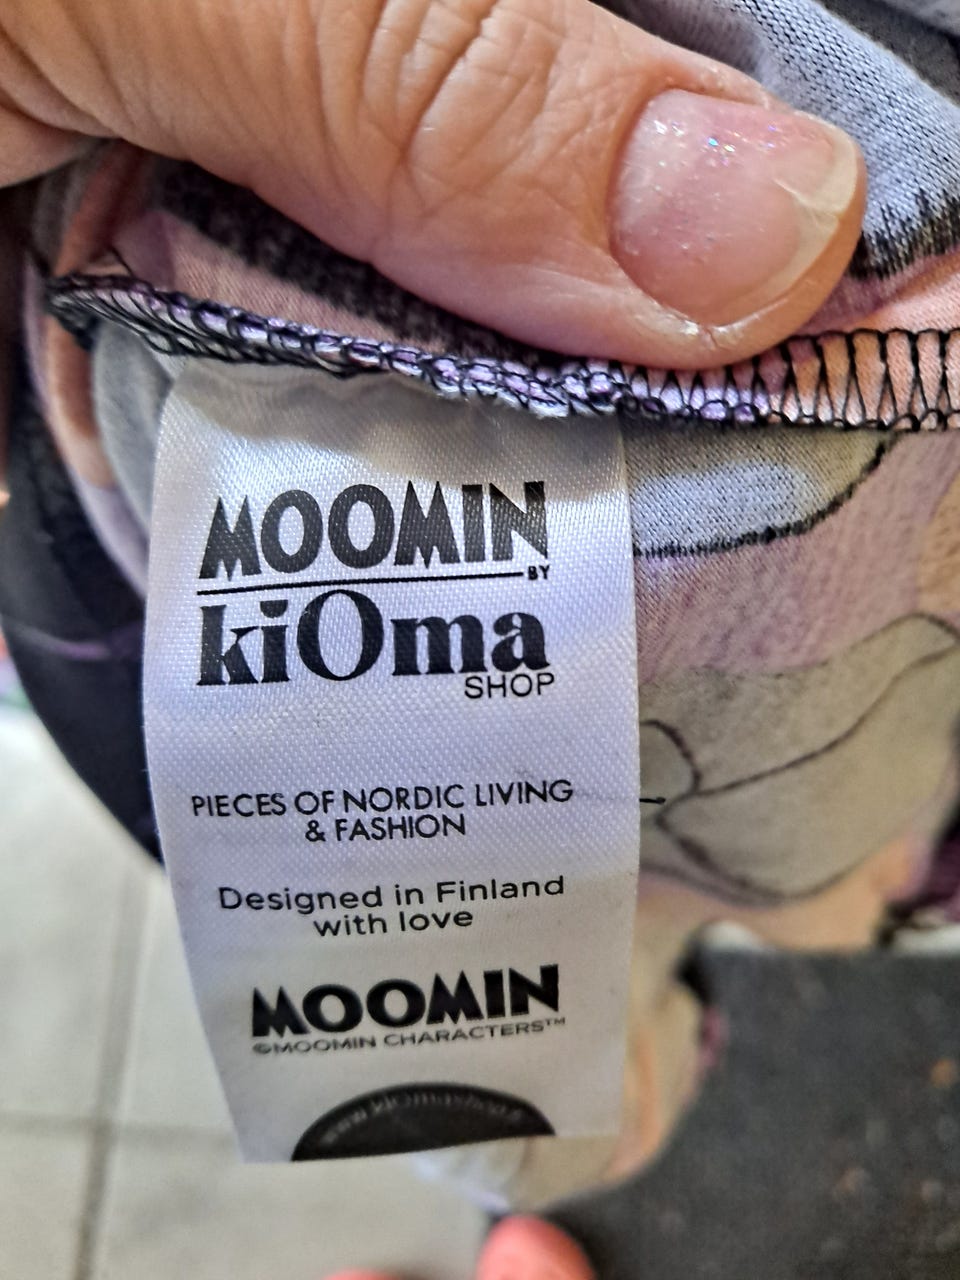 MOOMIN
BY
kiOma
SHOP
PIECES OF NORDIC LIVING
& FASHION
Designed in Finland
with love
MOOMIN
©MOOMIN CHARACTERS™